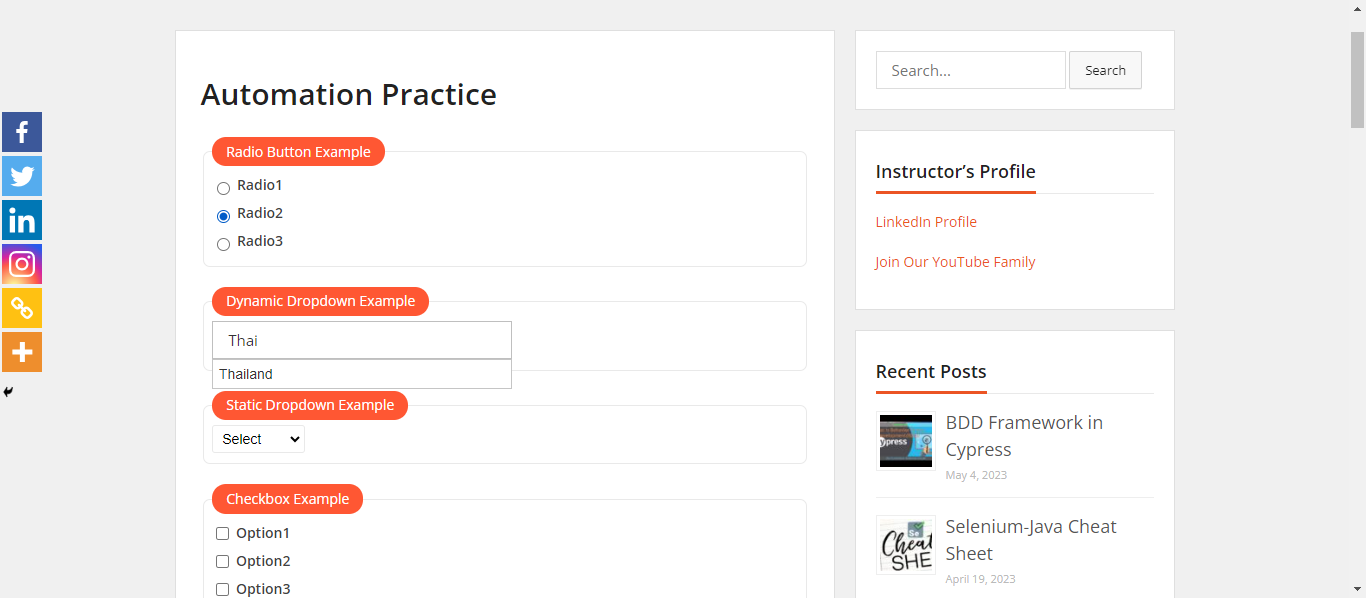 Automation Practice
Radio Button Example
Radio1
Radio2
Radio3
Dynamic Dropdown Example
Thai
Thailand
Static Dropdown Example
Select
Checkbox Example
Option1
Option2
Option3
Search...
Search
Instructor’s Profile
LinkedIn Profile
Join Our YouTube Family
Recent Posts
BDD Framework in
Cypress
May 4, 2023
Selenium-Java Cheat
Sheet
April 19, 2023